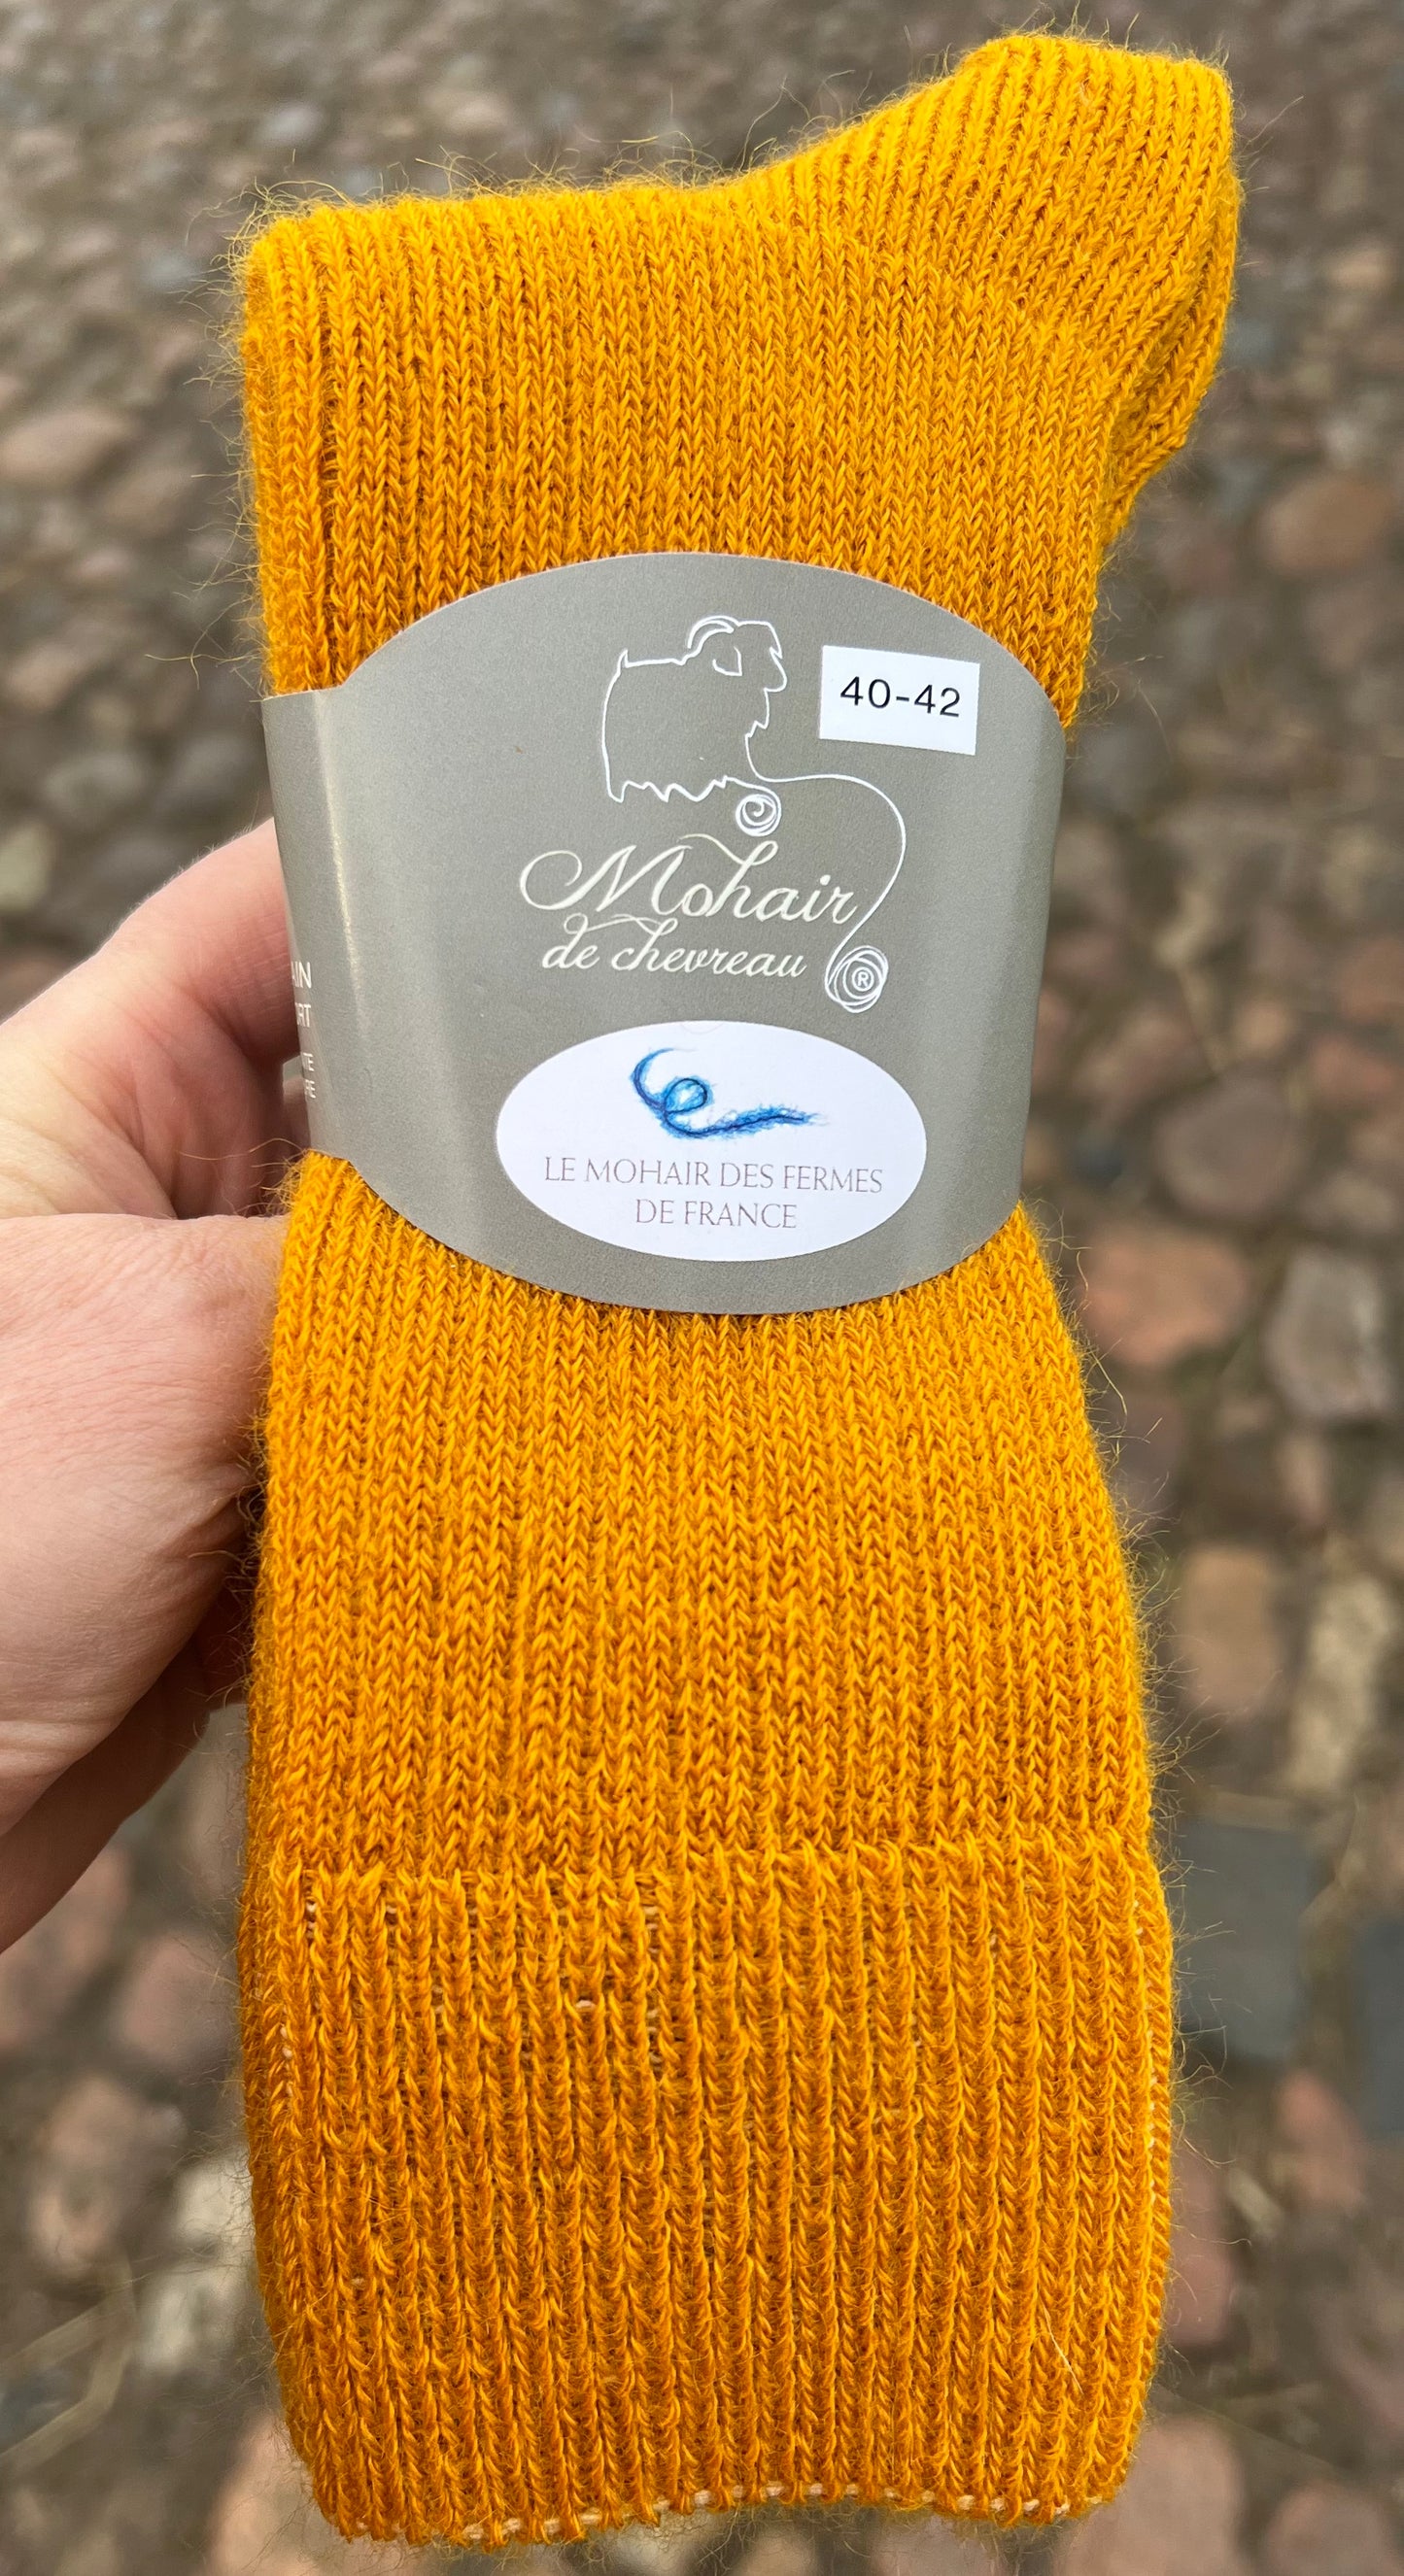 40-42
Mohair
de chevreau
®
LE MOHAIR DES FERMES
DE FRANCE